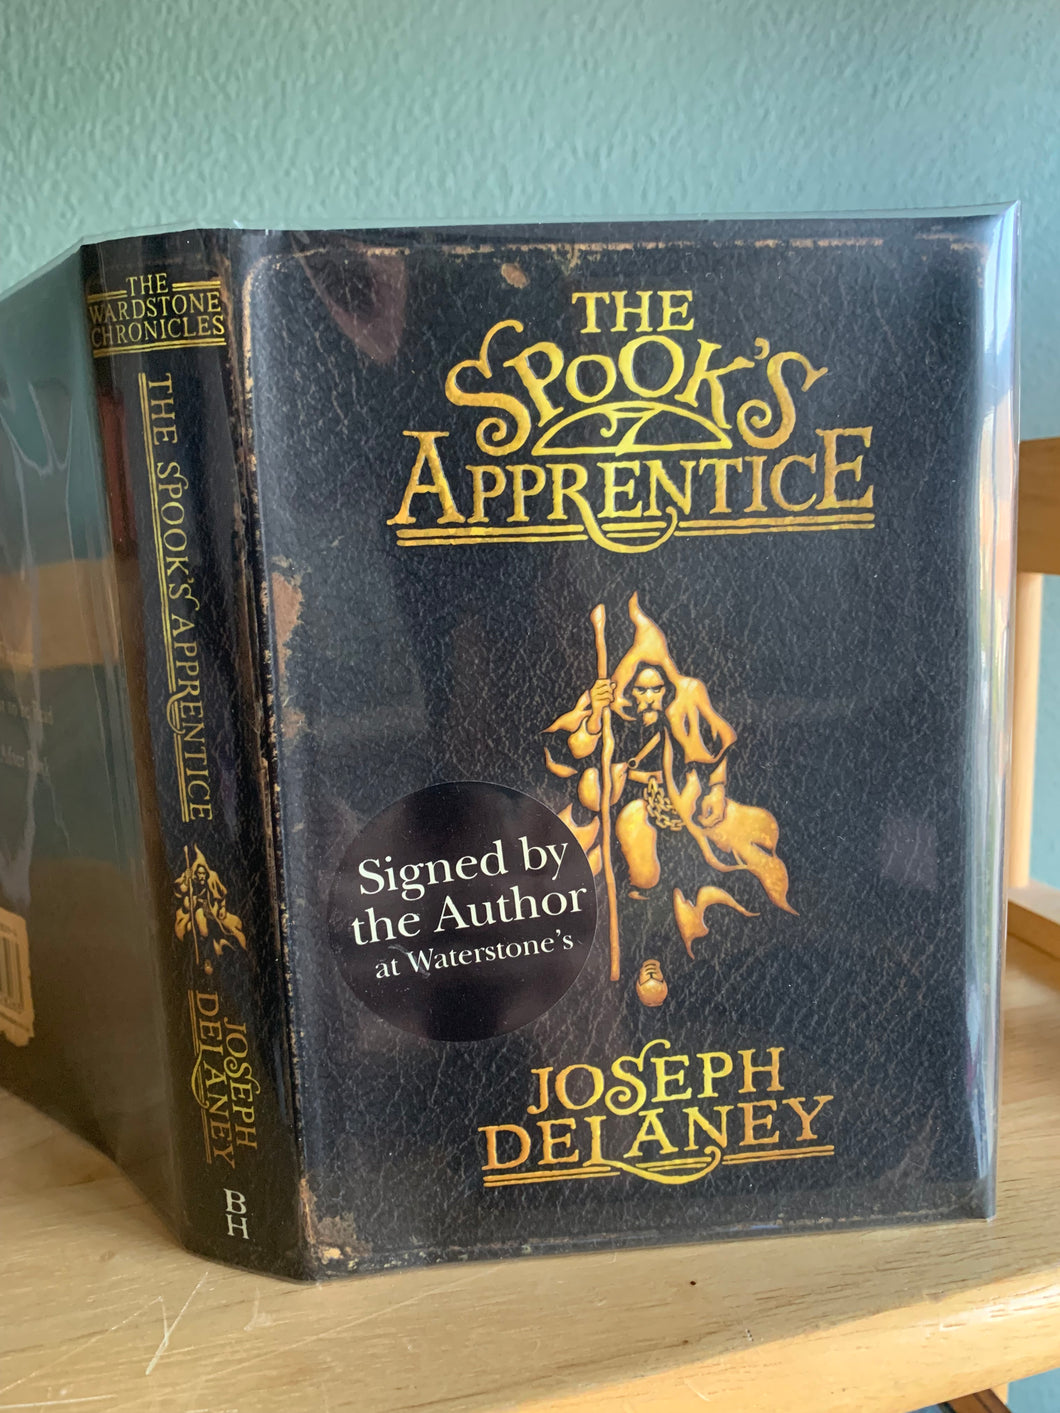 THE
WARDSTONE
CHRONICLES
THE SPOOK'S APPRENTICE
JOSEPH
DELANEY
BH
THE
SPOOK'S
APPRENTICE
Signed by
the Author
at Waterstone's
JOSEPH
DELANEY